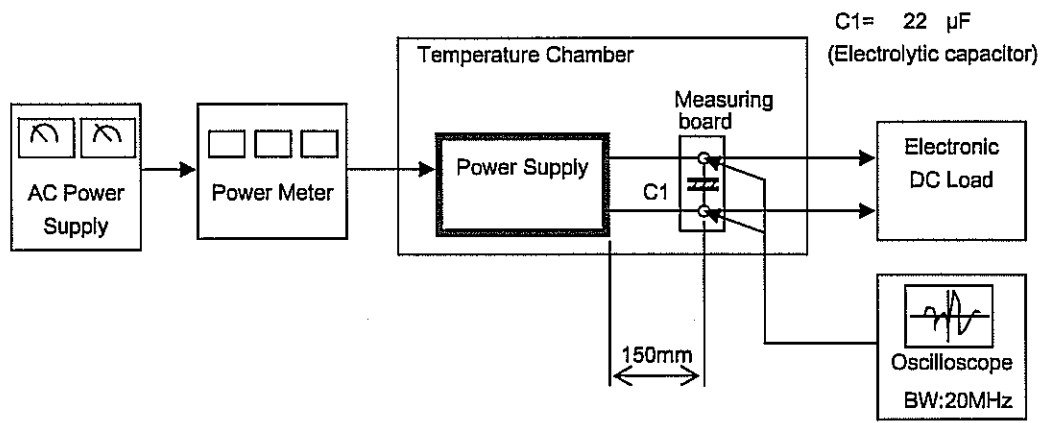 C1= 22 µF
(Electrolytic capacitor)
Temperature Chamber
Measuring
board
AC Power
Supply
Power Meter
Power Supply
C1
Electronic
DC Load
150mm
Oscilloscope
BW:20MHz